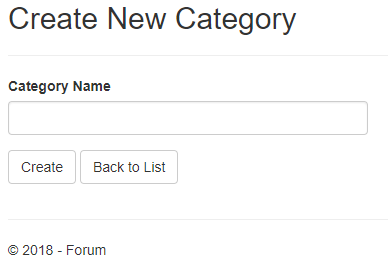 Create New Category
Category Name
Create Back to List
© 2018 - Forum